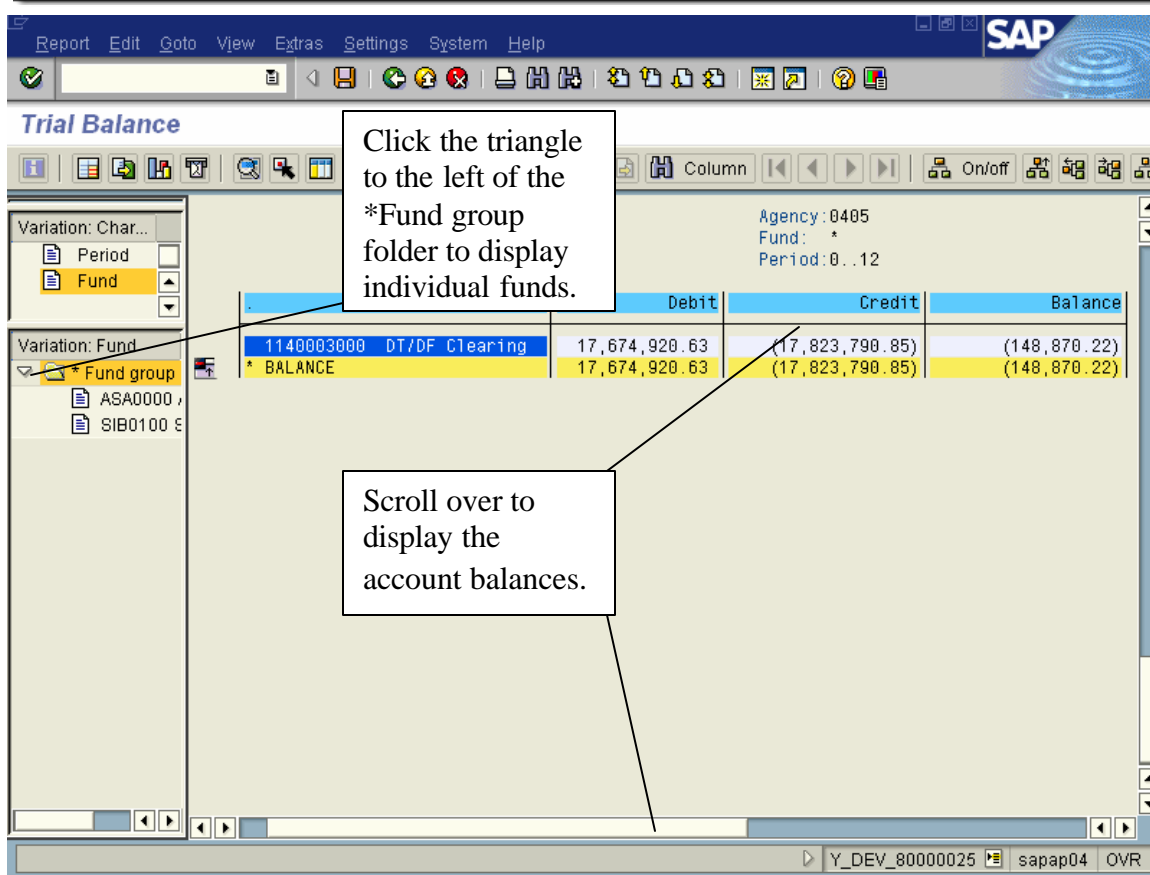 Report Edit Goto View Extras Settings System Help
SAP
Trial Balance
Column On/off
Click the triangle
to the left of the
*Fund group
folder to display
individual funds.
Variation: Char...
Period
Fund
Agency:0405
Fund: *
Period:0..12
. Debit Credit Balance
Variation: Fund
* Fund group
ASA0000
SIB0100 S
1140003000 DT/DF Clearing 17,674,920.63 (17,823,790.85) (148,870.22)
* BALANCE 17,674,920.63 (17,823,790.85) (148,870.22)
Scroll over to
display the
account balances.
Y_DEV_80000025 sapap04 OVR